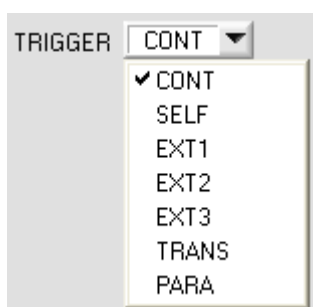 TRIGGER CONT
CONT
SELF
EXT1
EXT2
EXT3
TRANS
PARA